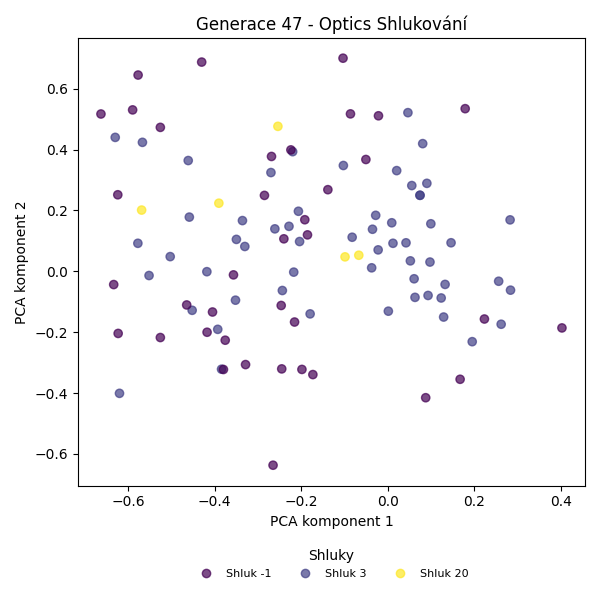 Generace 47 - Optics Shlukování
PCA komponent 2
0.6
0.4
0.2
0.0
−0.2
−0.4
−0.6
−0.6 −0.4 −0.2 0.0 0.2 0.4
PCA komponent 1
Shluky
Shluk -1 Shluk 3 Shluk 20